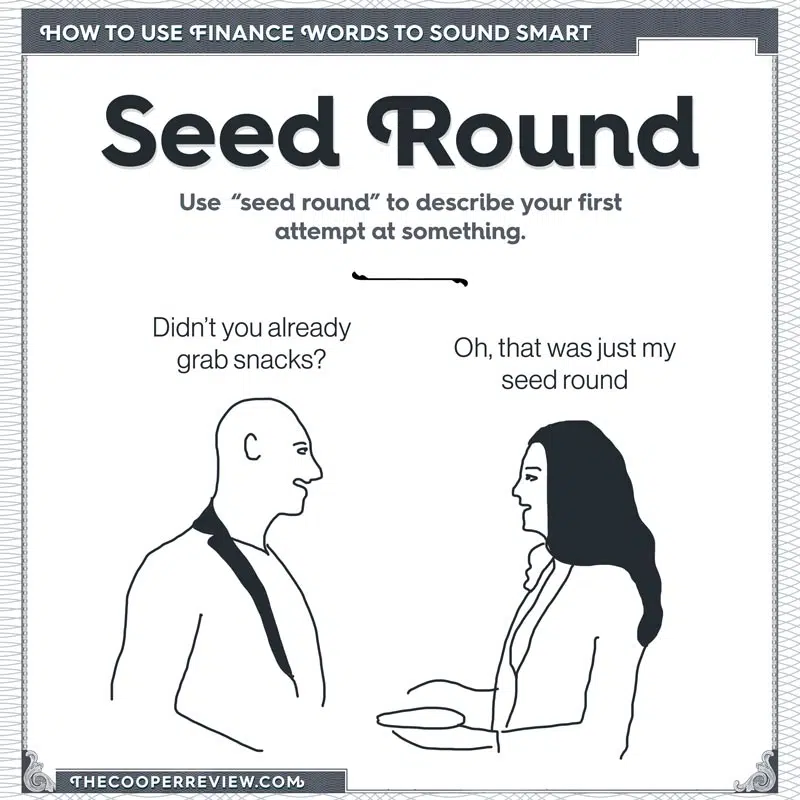 HOW TO USE FINANCE WORDS TO SOUND SMART
Seed Round
Use “seed round” to describe your first
attempt at something.
Didn’t you already
grab snacks?
Oh, that was just my
seed round
THECOOPERREVIEW.COM